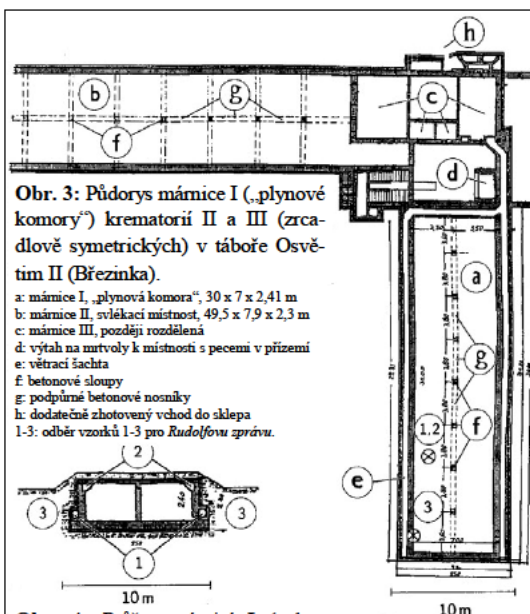 h
b
g
c
f
d
Obr. 3: Půdorys márnice I („plynové
komory“) krematorií II a III (zrca-
dlově symetrických) v táboře Osvě-
tim II (Březinka).
a: márnice I, „plynová komora“, 30 x 7 x 2,41 m
b: márnice II, svlékací místnost, 49,5 x 7,9 x 2,3 m
c: márnice III, později rozdělená
d: výtah na mrtvoly k místnosti s pecemi v přízemí
e: větrací šachta
f: betonové sloupy
g: podpůrné betonové nosníky
h: dodatečně zhotovený vchod do sklepa
1-3: odběr vzorků 1-3 pro Rudolfovu zprávu.
a
g
f
1.2
e
3
2
3
3
1
10 m
10 m